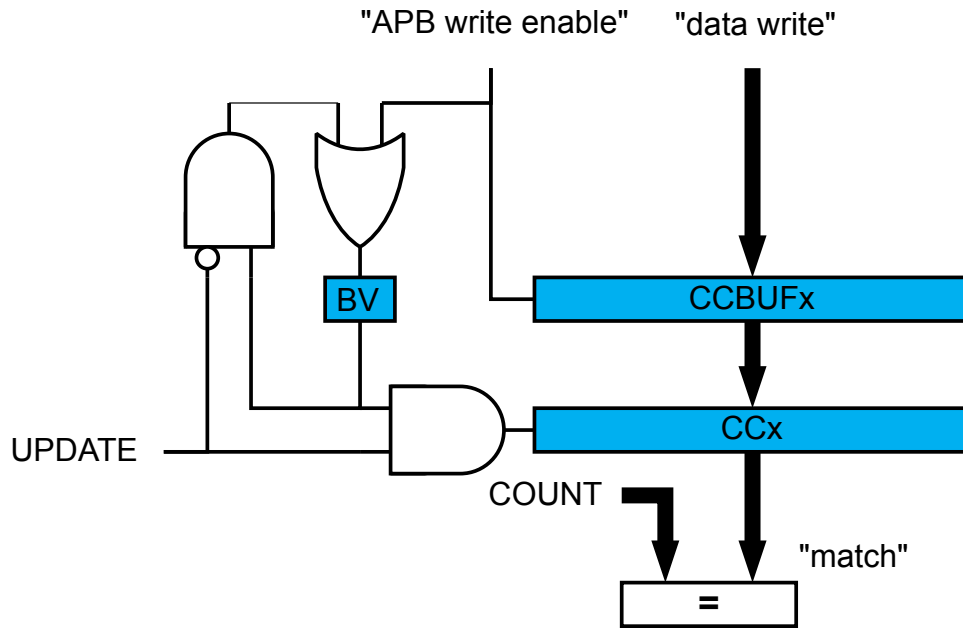 "APB write enable"
"data write"
BV
CCBUFx
CCx
UPDATE
COUNT
"match"
=